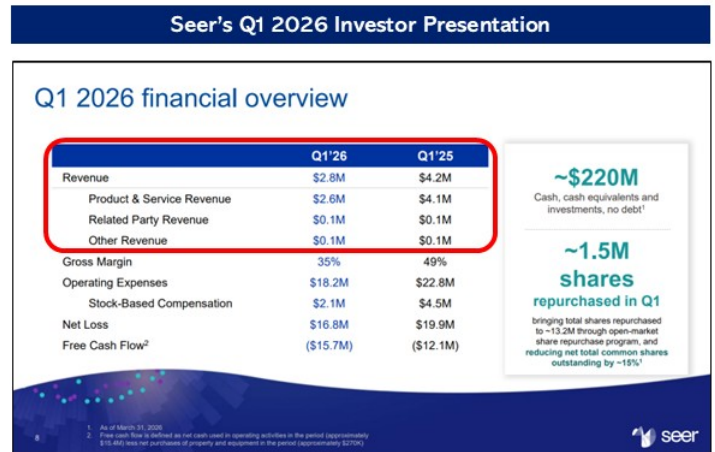 Seer's Q1 2026 Investor Presentation
Q1 2026 financial overview
Q1'26 Q1'25
Revenue $2.8M $4.2M
Product & Service Revenue $2.6M $4.1M
Related Party Revenue $0.1M $0.1M
Other Revenue $0.1M $0.1M
Gross Margin 35% 49%
Operating Expenses $18.2M $22.8M
Stock-Based Compensation $2.1M $4.5M
Net Loss $16.8M $19.9M
Free Cash Flow2 ($15.7M) ($12.1M)
~$220M
Cash, cash equivalents and
investments, no debt1
~1.5M
shares
repurchased in Q1
bringing total shares repurchased
to ~13.2M through open-market
share repurchase program, and
reducing net total common shares
outstanding by ~15%1
1. As of March 31, 2026
2. Free cash flow is defined as net cash used in operating activities in the period (approximately
$15.4M) less net purchases of property and equipment in the period (approximately $270K)
8
seer